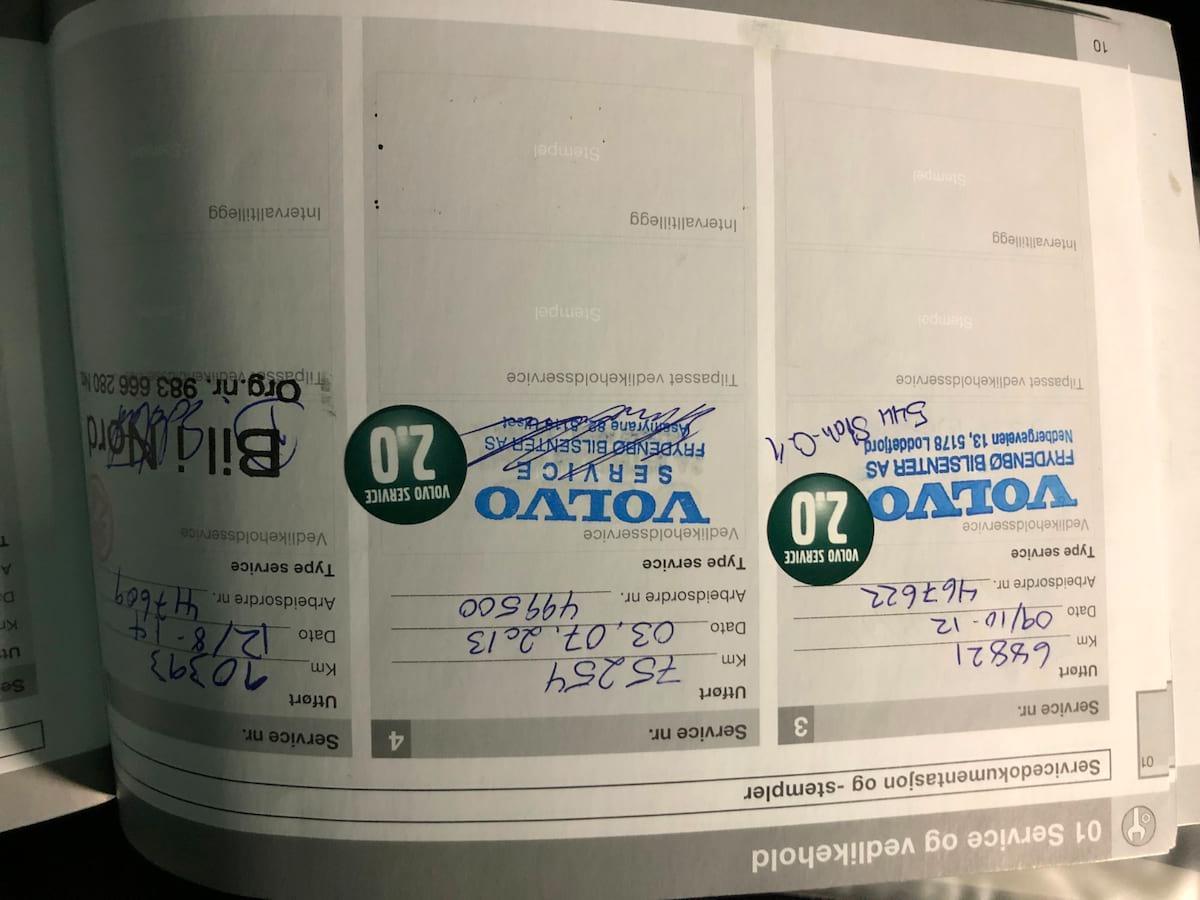 01 Service og vedlikehold
01
Servicedokumentasjon og -stempler
Service nr. 3
Utført
Km 68821
Dato 09/10-12
Arbeidsordre nr. 467622
Type service
Vedlikeholdsservice
VOLVO
FRYDENBØ BILSENTER AS
Nedbergeveien 13, 5178 Loddefjord
VOLVO SERVICE
2.0
Tilpasset vedlikeholdsservice
Stempel
Intervalltillegg
Stempel
Service nr. 4
Utført
Km 75254
Dato 03.07.2013
Arbeidsordre nr. 499500
Type service
Vedlikeholdsservice
VOLVO
SERVICE
FRYDENBØ BILSENTER AS
VOLVO SERVICE
2.0
Tilpasset vedlikeholdsservice
Stempel
Intervalltillegg
Stempel
Service nr.
Utført
Km 90393
Dato 12/8-14
Arbeidsordre nr. 417609
Type service
Vedlikeholdsservice
Bil i Nord
Org.nr. 983 666 280
Tilpasset vedlikeholdsservice
Intervalltillegg
Stempel
10